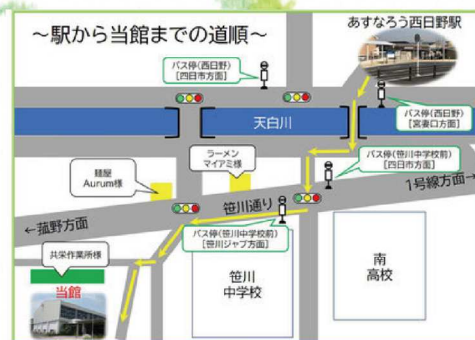 ～駅から当館までの道順～
あすなろう西日野駅
バス停(西日野)
[四日市方面]
バス停(西日野)
[宮妻口方面]
天白川
ラーメン
マイアミ様
バス停(笹川中学校前)
[四日市方面]
麺屋
Aurum様
笹川通り
1号線方面→
←菰野方面
バス停(笹川中学校前)
[笹川ジャブ方面]
共栄作業所様
当館
笹川
中学校
南
高校